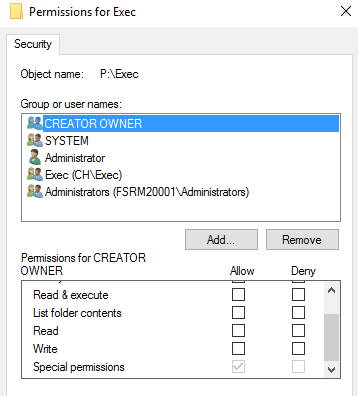 Permissions for Exec
Security
Object name: P:\Exec
Group or user names:
CREATOR OWNER
SYSTEM
Administrator
Exec (CH\Exec)
Administrators (FSRM20001\Administrators)
Add... Remove
Permissions for CREATOR
OWNER Allow Deny
Read & execute
List folder contents
Read
Write
Special permissions